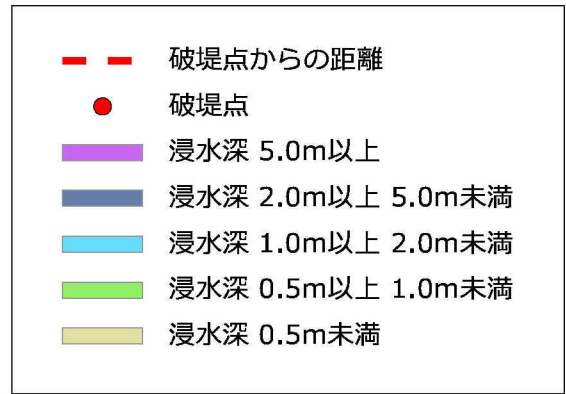 破堤点からの距離
破堤点
浸水深 5.0m以上
浸水深 2.0m以上 5.0m未満
浸水深 1.0m以上 2.0m未満
浸水深 0.5m以上 1.0m未満
浸水深 0.5m未満